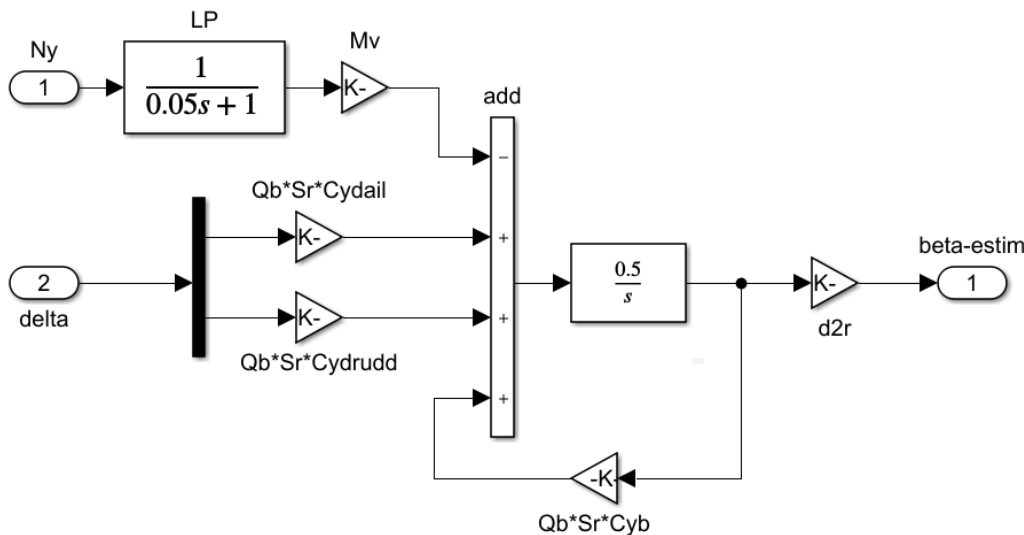 LP
Ny
1
1
0.05s + 1
Mv
K-
add
−
Qb*Sr*Cydail
K-
+
2
delta
K-
+
Qb*Sr*Cydrudd
+
0.5
s
K-
d2r
beta-estim
1
-K-
Qb*Sr*Cyb